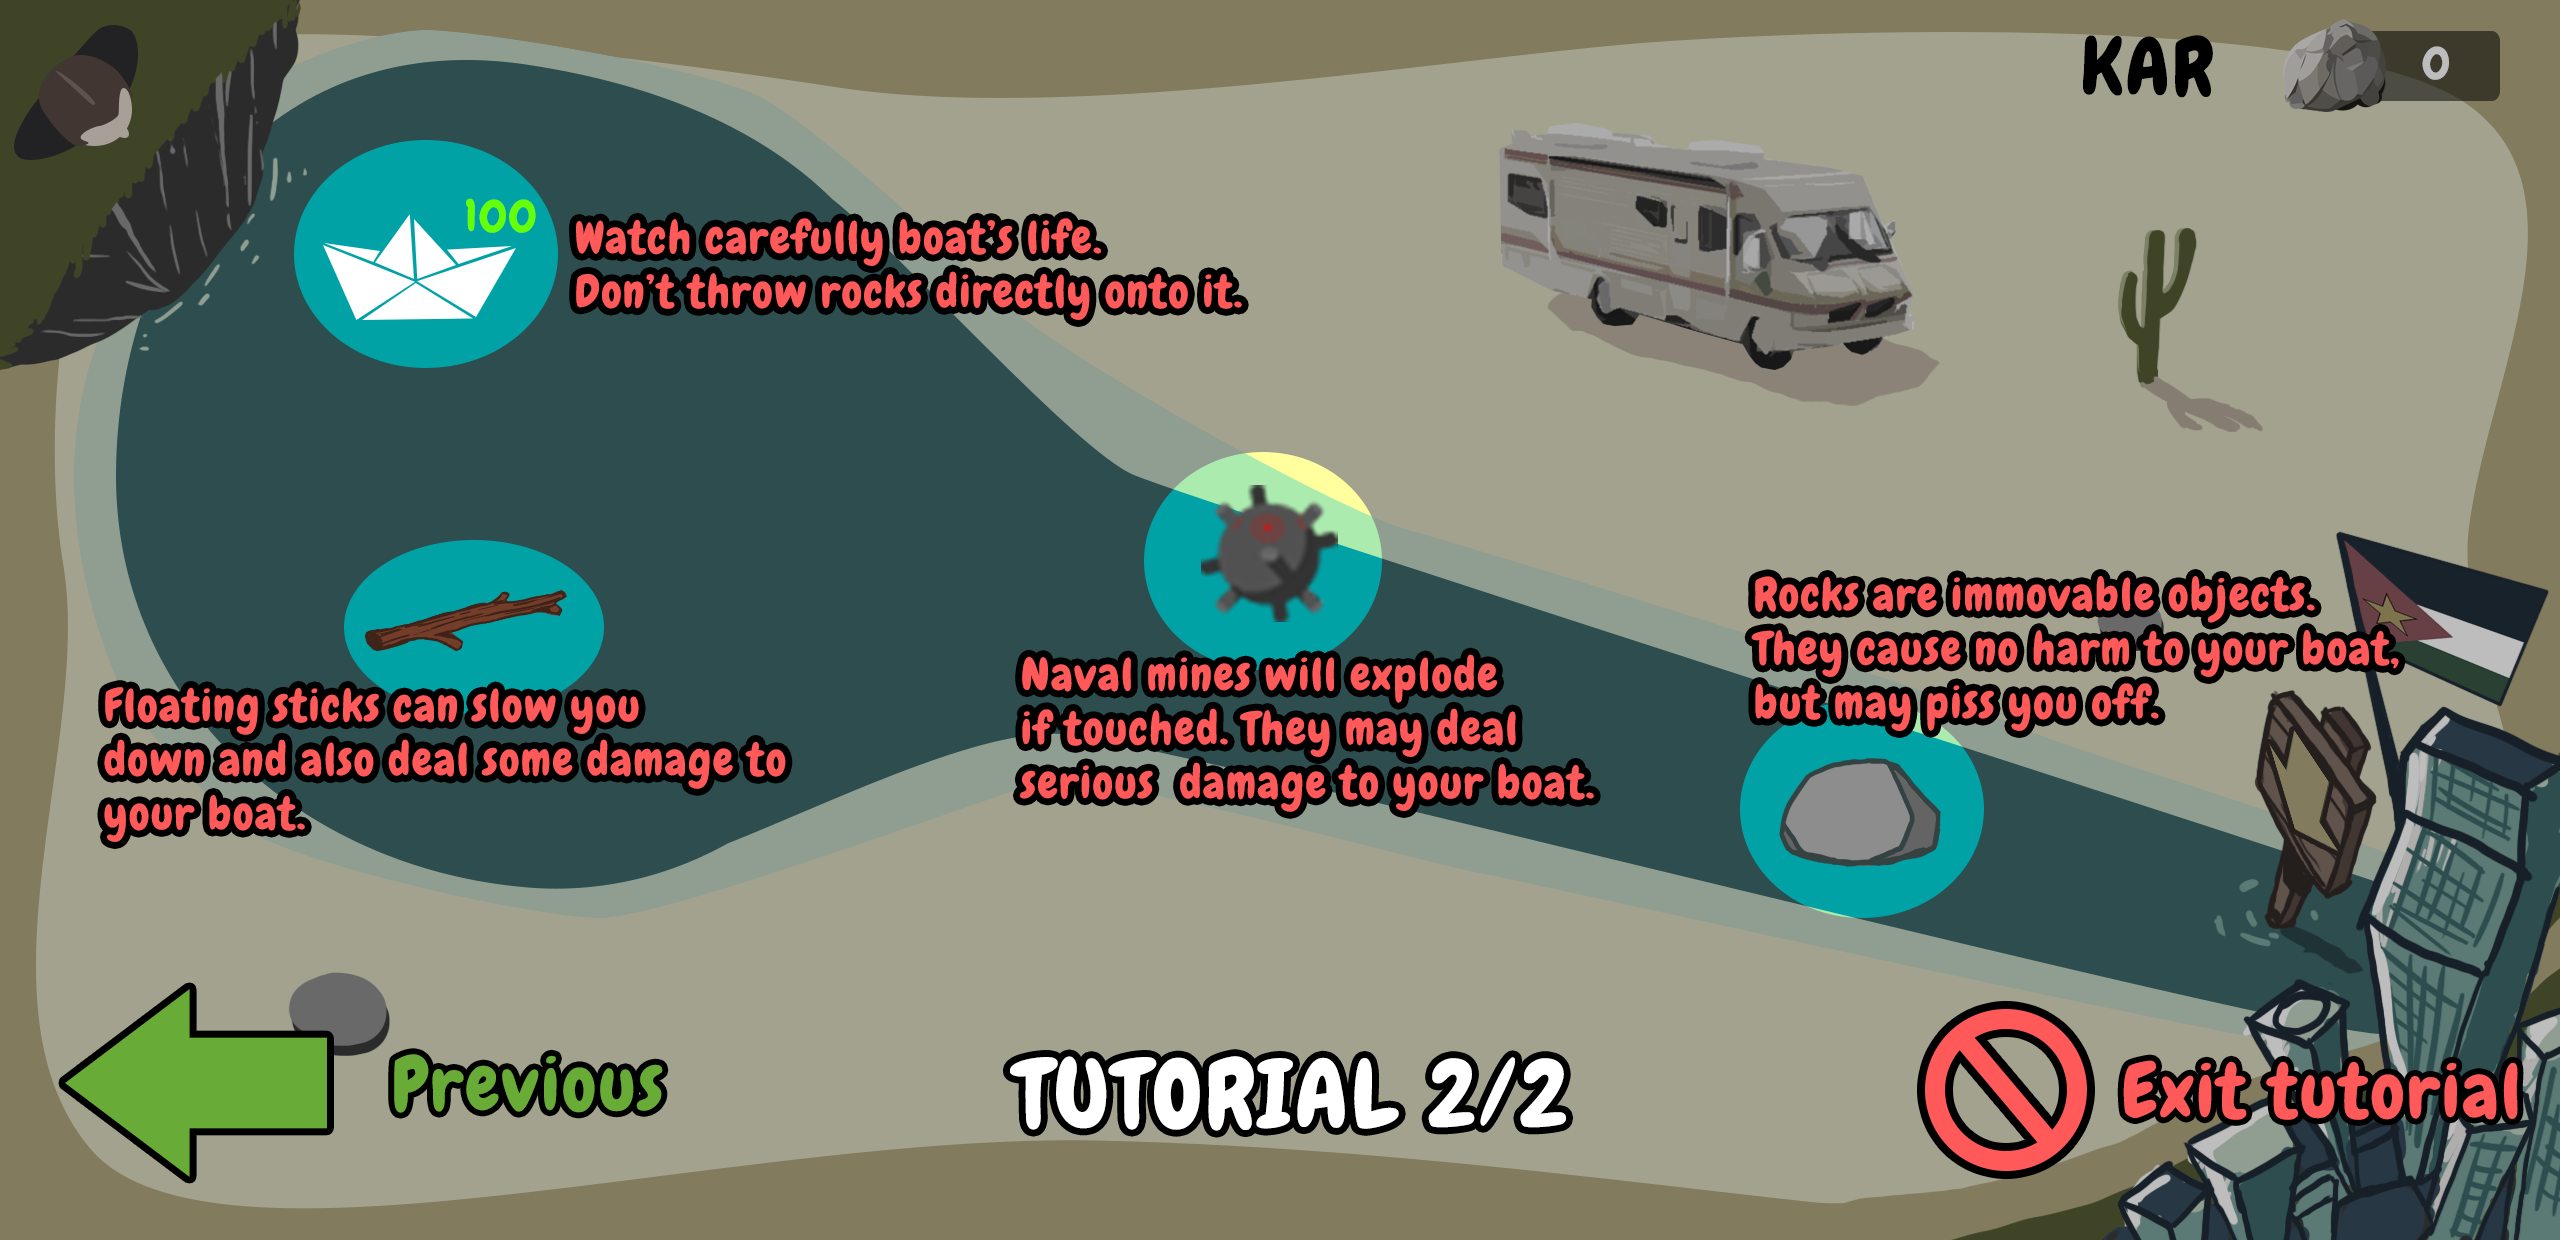 KAR
0
100
Watch carefully boat's life.
Don't throw rocks directly onto it.
Floating sticks can slow you
down and also deal some damage to
your boat.
Naval mines will explode
if touched. They may deal
serious  damage to your boat.
Rocks are immovable objects.
They cause no harm to your boat,
but may piss you off.
Previous
TUTORIAL 2/2
Exit tutorial